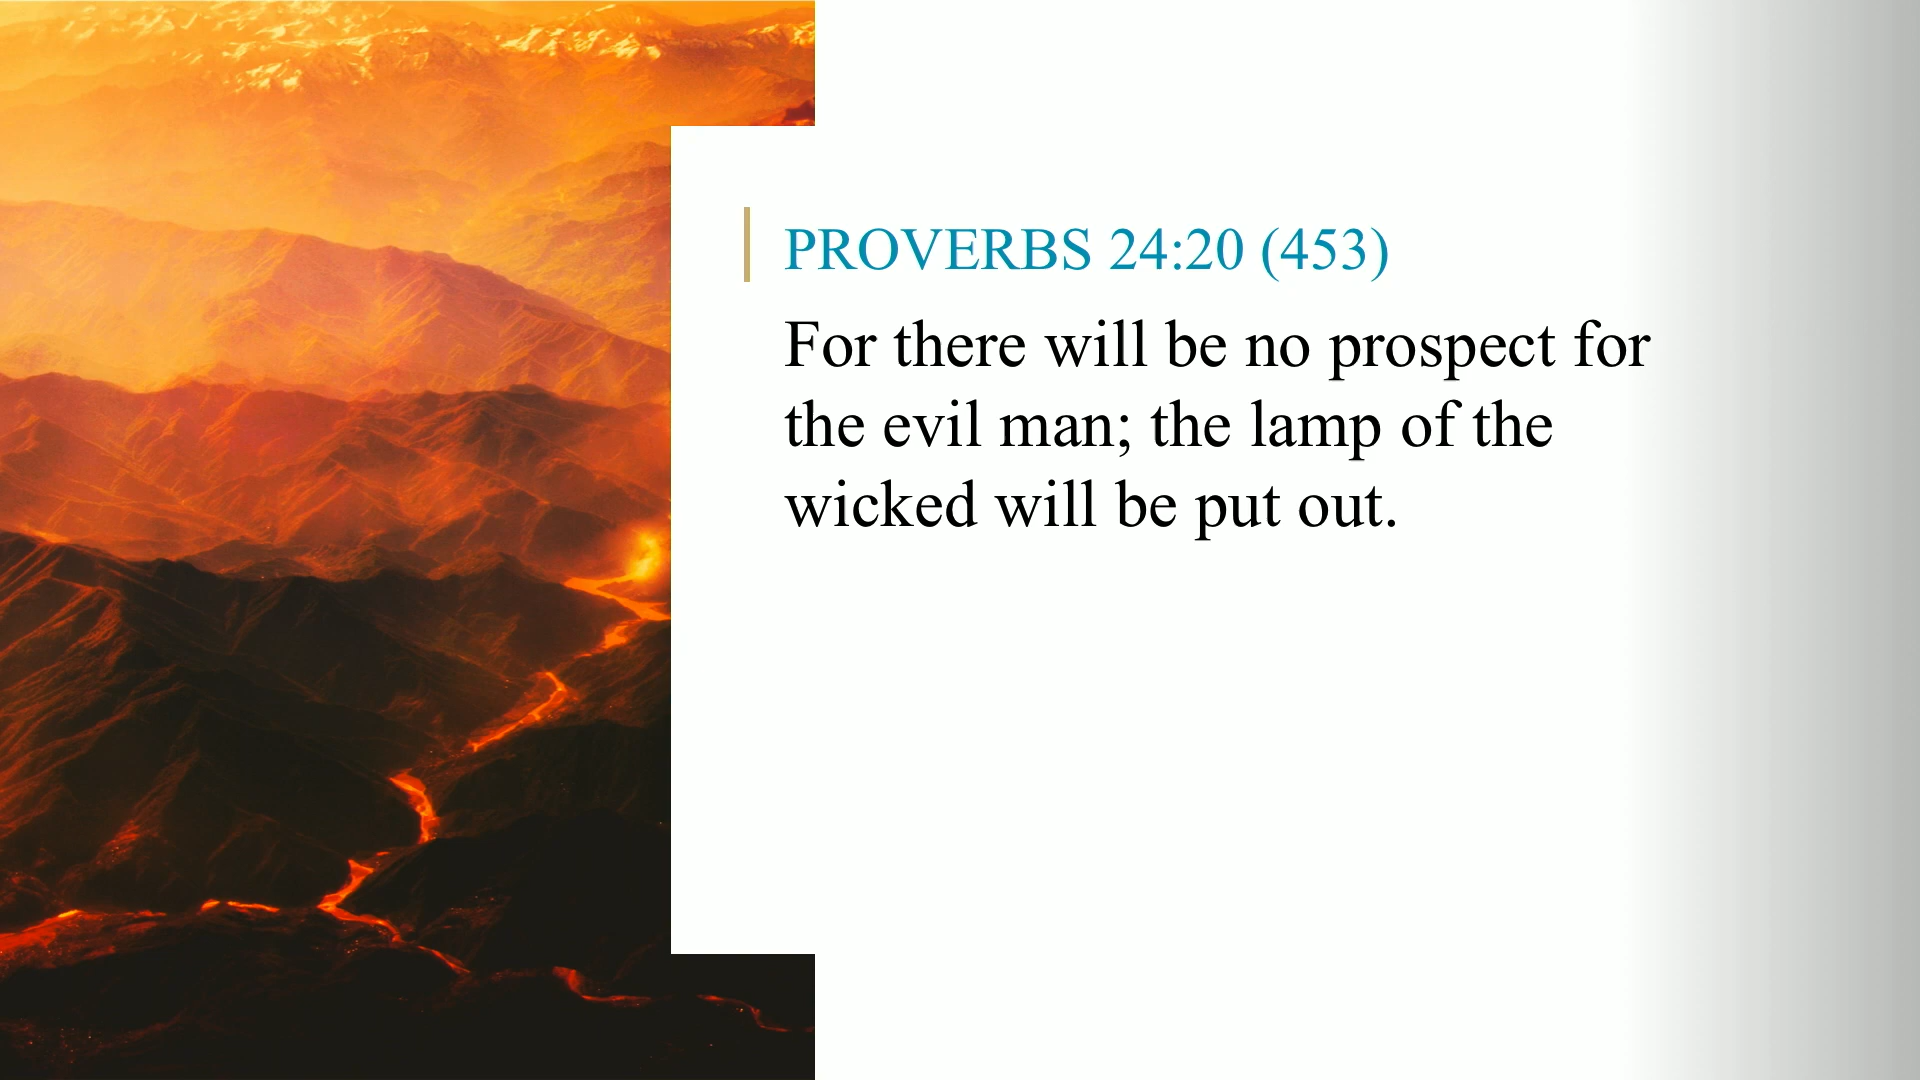 PROVERBS 24:20 (453)
For there will be no prospect for
the evil man; the lamp of the
wicked will be put out.